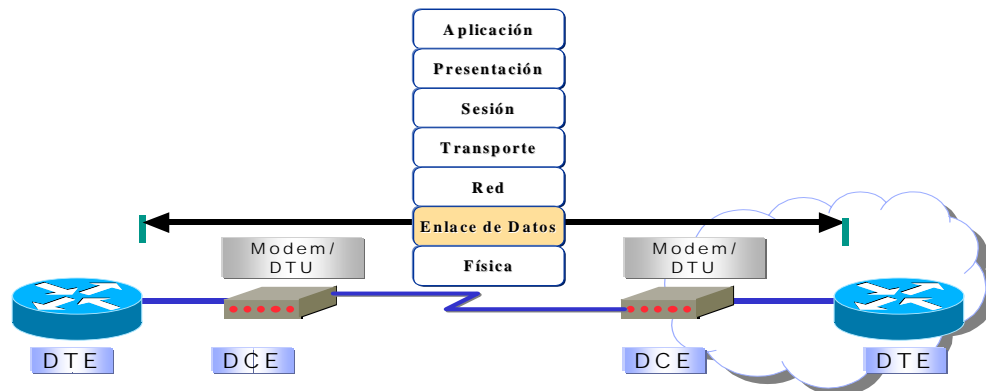 Aplicación
Presentación
Sesión
Transporte
Red
Enlace de Datos
Física
Modem/
DTU
Modem/
DTU
DTE
DCE
DCE
DTE